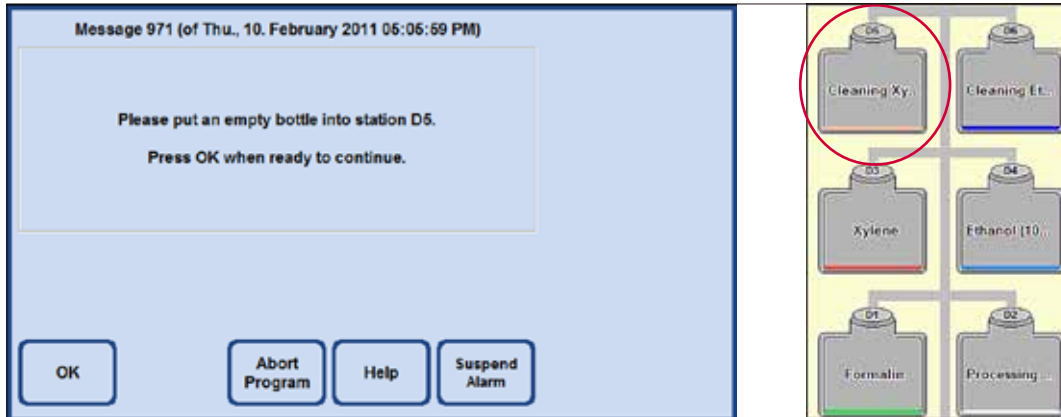 Message 971 (of Thu., 10. February 2011 05:05:59 PM)
Please put an empty bottle into station D5.
Press OK when ready to continue.
OK
Abort
Program
Help
Suspend
Alarm
D5
D6
Cleaning Xy..
Cleaning Et...
D3
D4
Xylene
Ethanol (10...
D1
D2
Formalin
Processing ...